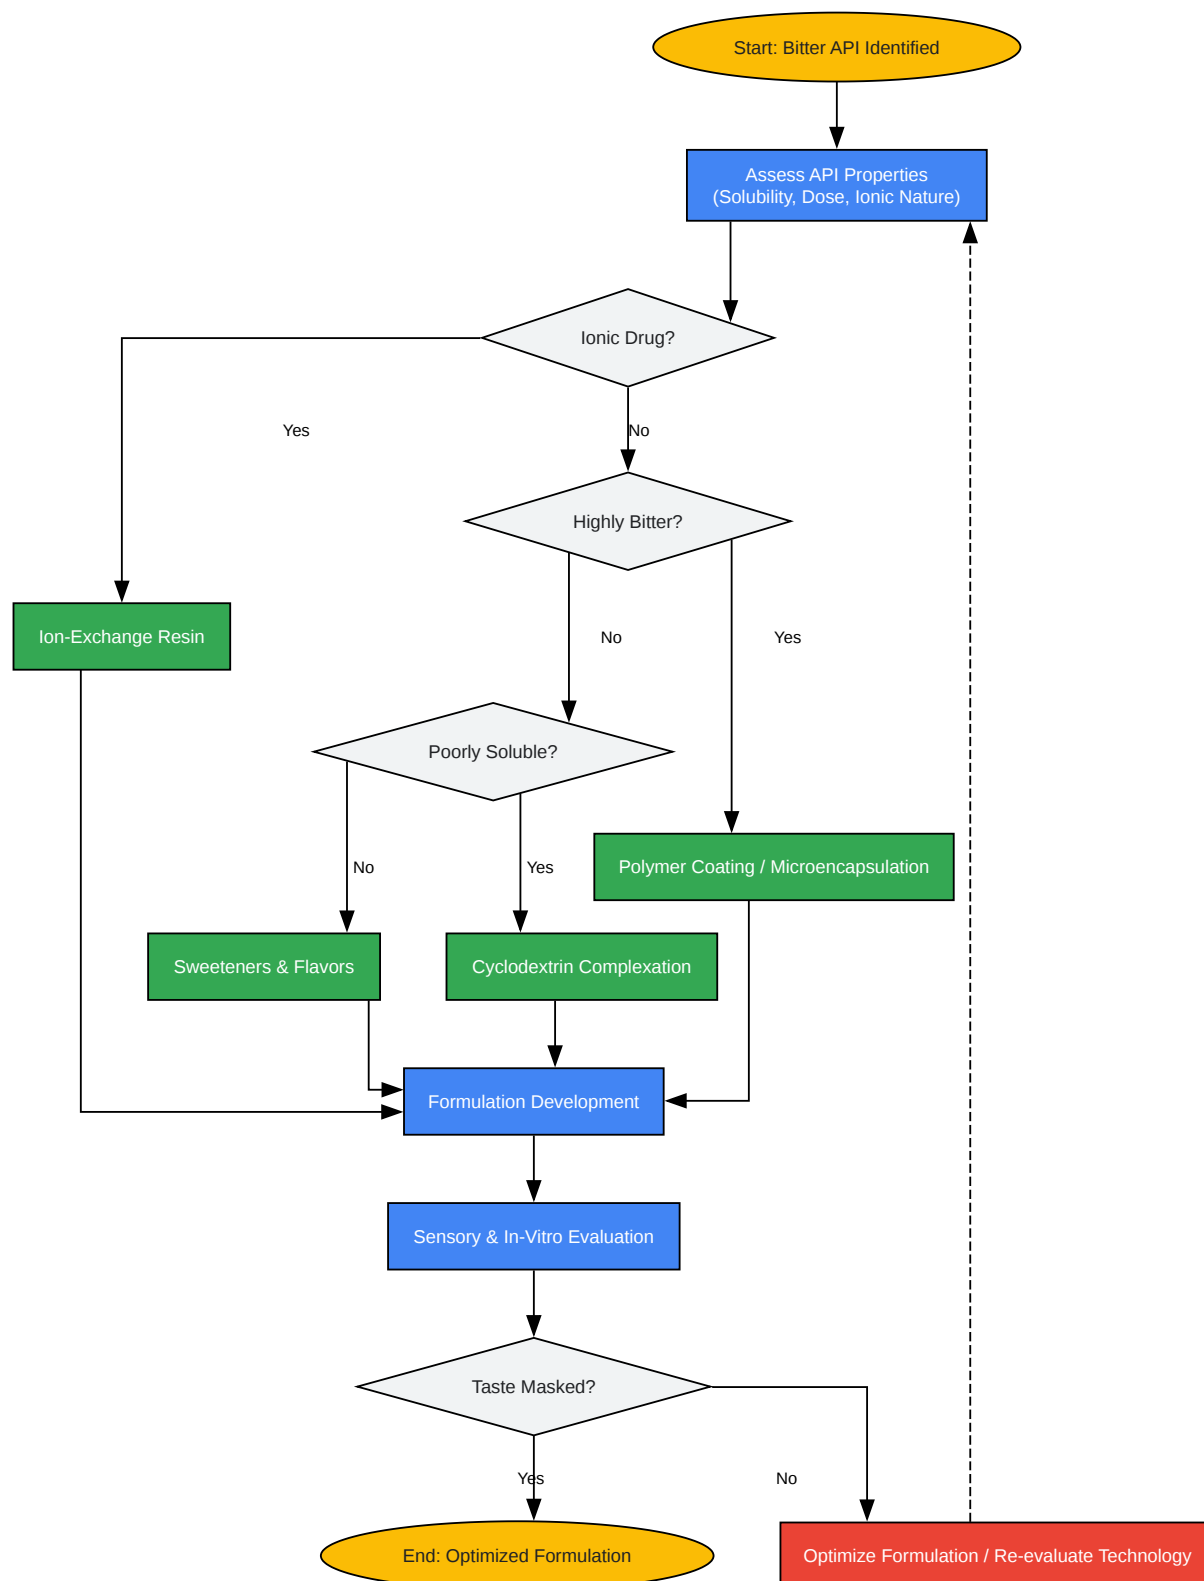 Start: Bitter API Identified
Assess API Properties
(Solubility, Dose, Ionic Nature)
Ionic Drug?
Yes
No
Highly Bitter?
Ion-Exchange Resin
No
Yes
Poorly Soluble?
No
Yes
Polymer Coating / Microencapsulation
Sweeteners & Flavors
Cyclodextrin Complexation
Formulation Development
Sensory & In-Vitro Evaluation
Taste Masked?
Yes
No
End: Optimized Formulation
Optimize Formulation / Re-evaluate Technology